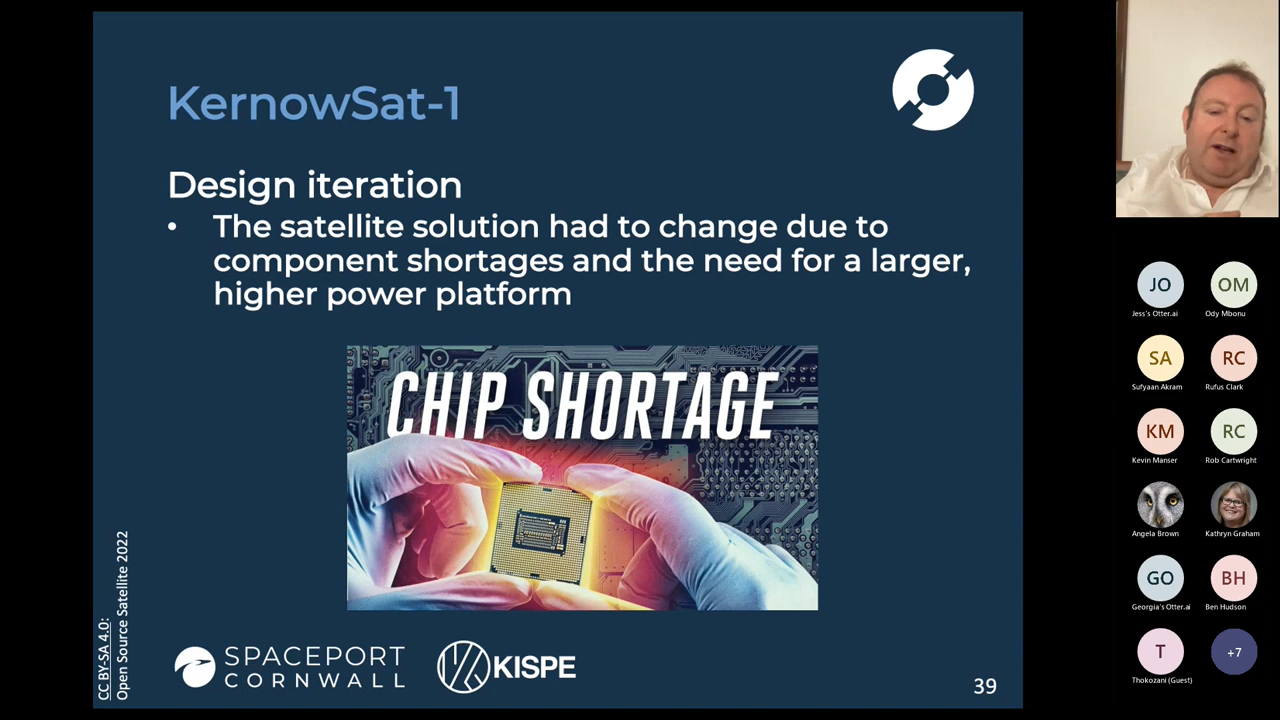 KernowSat-1
Design iteration
• The satellite solution had to change due to
component shortages and the need for a larger,
higher power platform
CHIP SHORTAGE
CC BY-SA 4.0:
Open Source Satellite 2022
SPACEPORT
CORNWALL
KISPE
39
JO
Jess's Otter.ai
OM
Ody Mbonu
SA
Sufyaan Akram
RC
Rufus Clark
KM
Kevin Manser
RC
Rob Cartwright
Angela Brown
Kathryn Graham
GO
Georgia's Otter.ai
BH
Ben Hudson
T
Thokozani (Guest)
+7